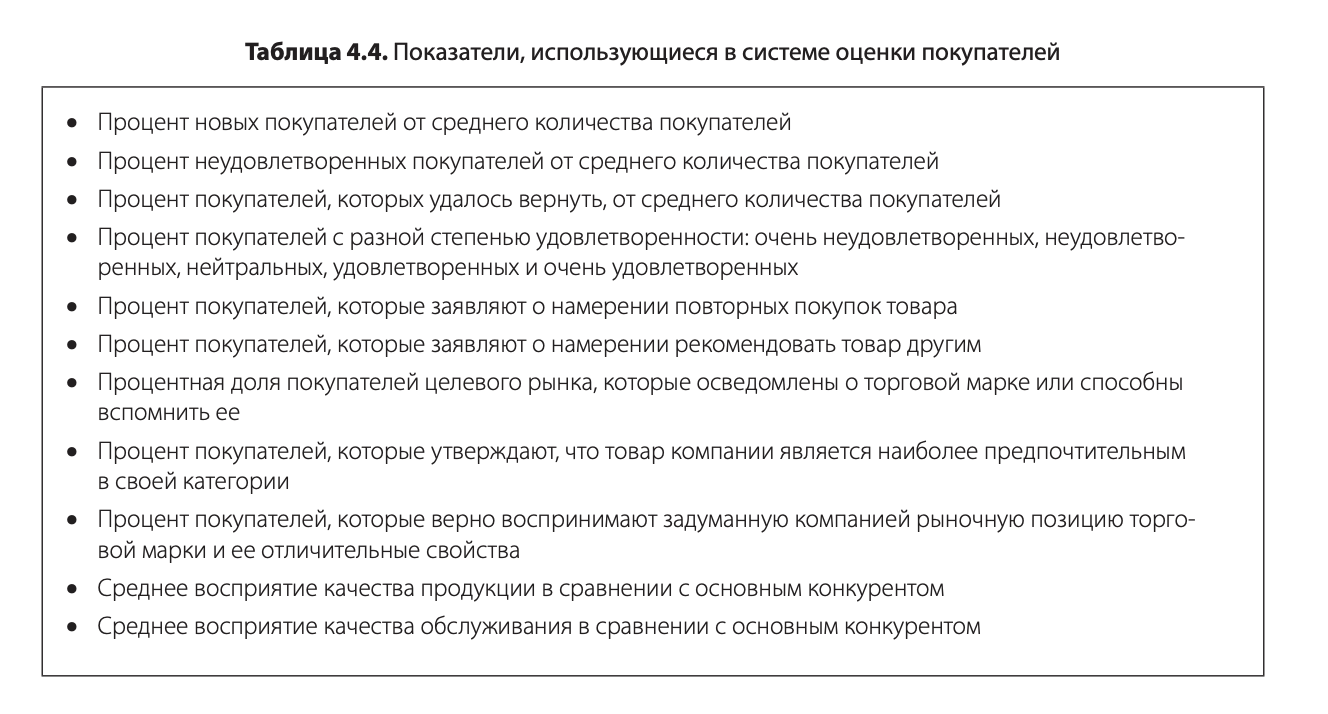 Таблица 4.4. Показатели, использующиеся в системе оценки покупателей
• Процент новых покупателей от среднего количества покупателей
• Процент неудовлетворенных покупателей от среднего количества покупателей
• Процент покупателей, которых удалось вернуть, от среднего количества покупателей
• Процент покупателей с разной степенью удовлетворенности: очень неудовлетворенных, неудовлетво-
ренных, нейтральных, удовлетворенных и очень удовлетворенных
• Процент покупателей, которые заявляют о намерении повторных покупок товара
• Процент покупателей, которые заявляют о намерении рекомендовать товар другим
• Процентная доля покупателей целевого рынка, которые осведомлены о торговой марке или способны
вспомнить ее
• Процент покупателей, которые утверждают, что товар компании является наиболее предпочтительным
в своей категории
• Процент покупателей, которые верно воспринимают задуманную компанией рыночную позицию торго-
вой марки и ее отличительные свойства
• Среднее восприятие качества продукции в сравнении с основным конкурентом
• Среднее восприятие качества обслуживания в сравнении с основным конкурентом